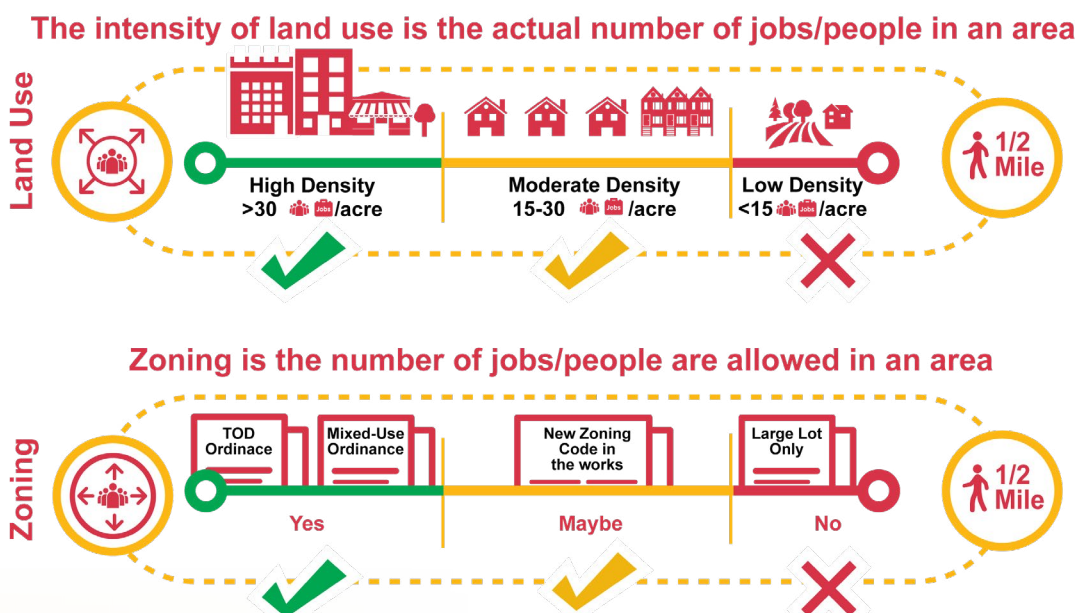 The intensity of land use is the actual number of jobs/people in an area
Land Use
High Density
>30 Jobs/acre
Moderate Density
15-30 Jobs/acre
Low Density
<15 Jobs/acre
1/2
Mile
Zoning is the number of jobs/people are allowed in an area
Zoning
TOD
Ordinace
Mixed-Use
Ordinance
New Zoning
Code in
the works
Large Lot
Only
Yes
Maybe
No
1/2
Mile